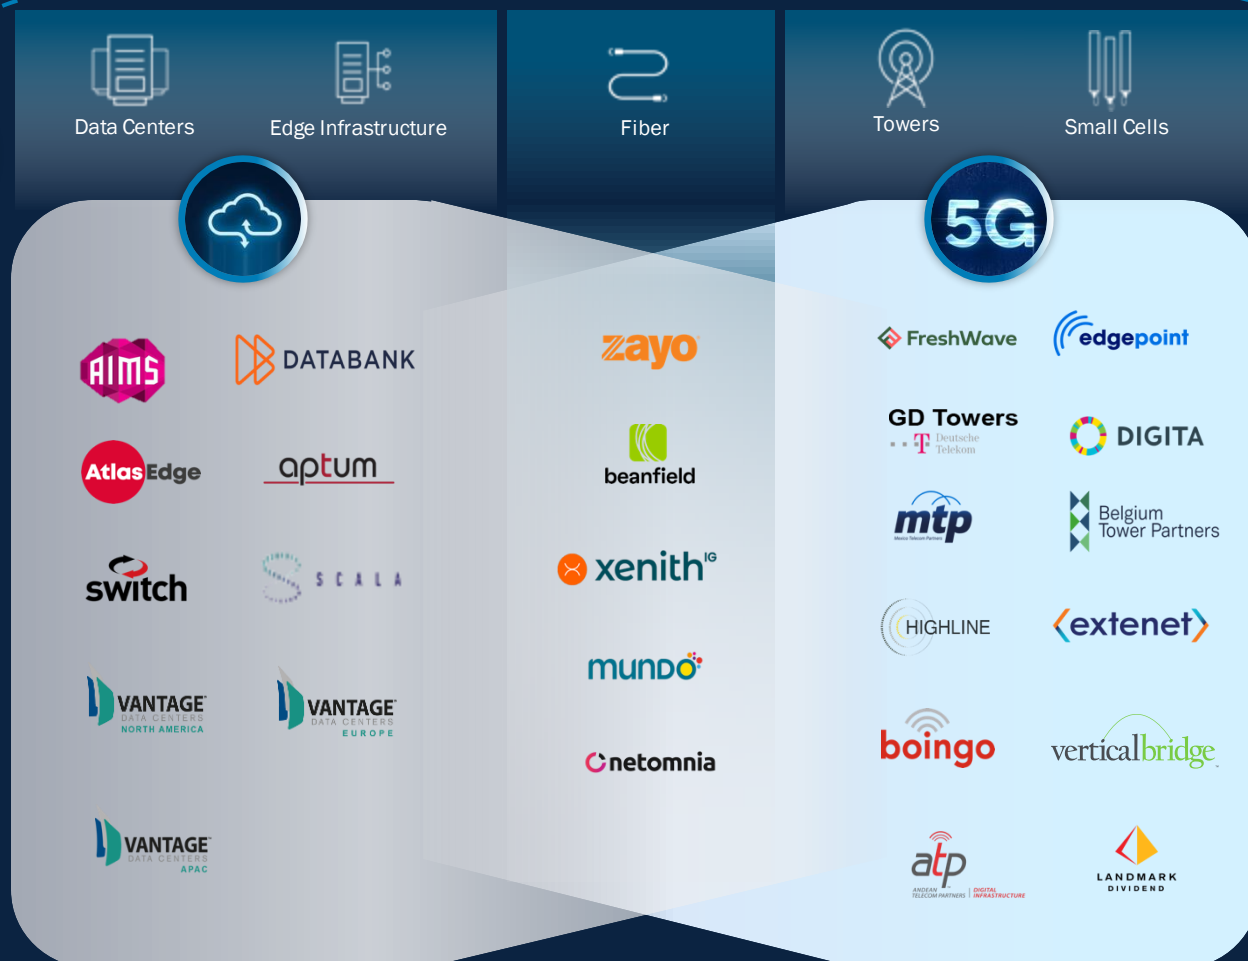 Data Centers
Edge Infrastructure
Fiber
Towers
Small Cells
5G
AIMS
DATABANK
AtlasEdge
aptum
switch
SCALA
VANTAGE
DATA CENTERS
NORTH AMERICA
VANTAGE
DATA CENTERS
EUROPE
VANTAGE
DATA CENTERS
APAC
zayo
beanfield
xenith IG
mundo
netomnia
FreshWave
edgepoint
GD Towers
T Deutsche
Telekom
DIGITA
mtp
Mexico Telecom Partners
Belgium
Tower Partners
HIGHLINE
extenet
boingo
verticalbridge
atp
ANDEAN
TELECOM PARTNERS
DIGITAL
INFRASTRUCTURE
LANDMARK
DIVIDEND